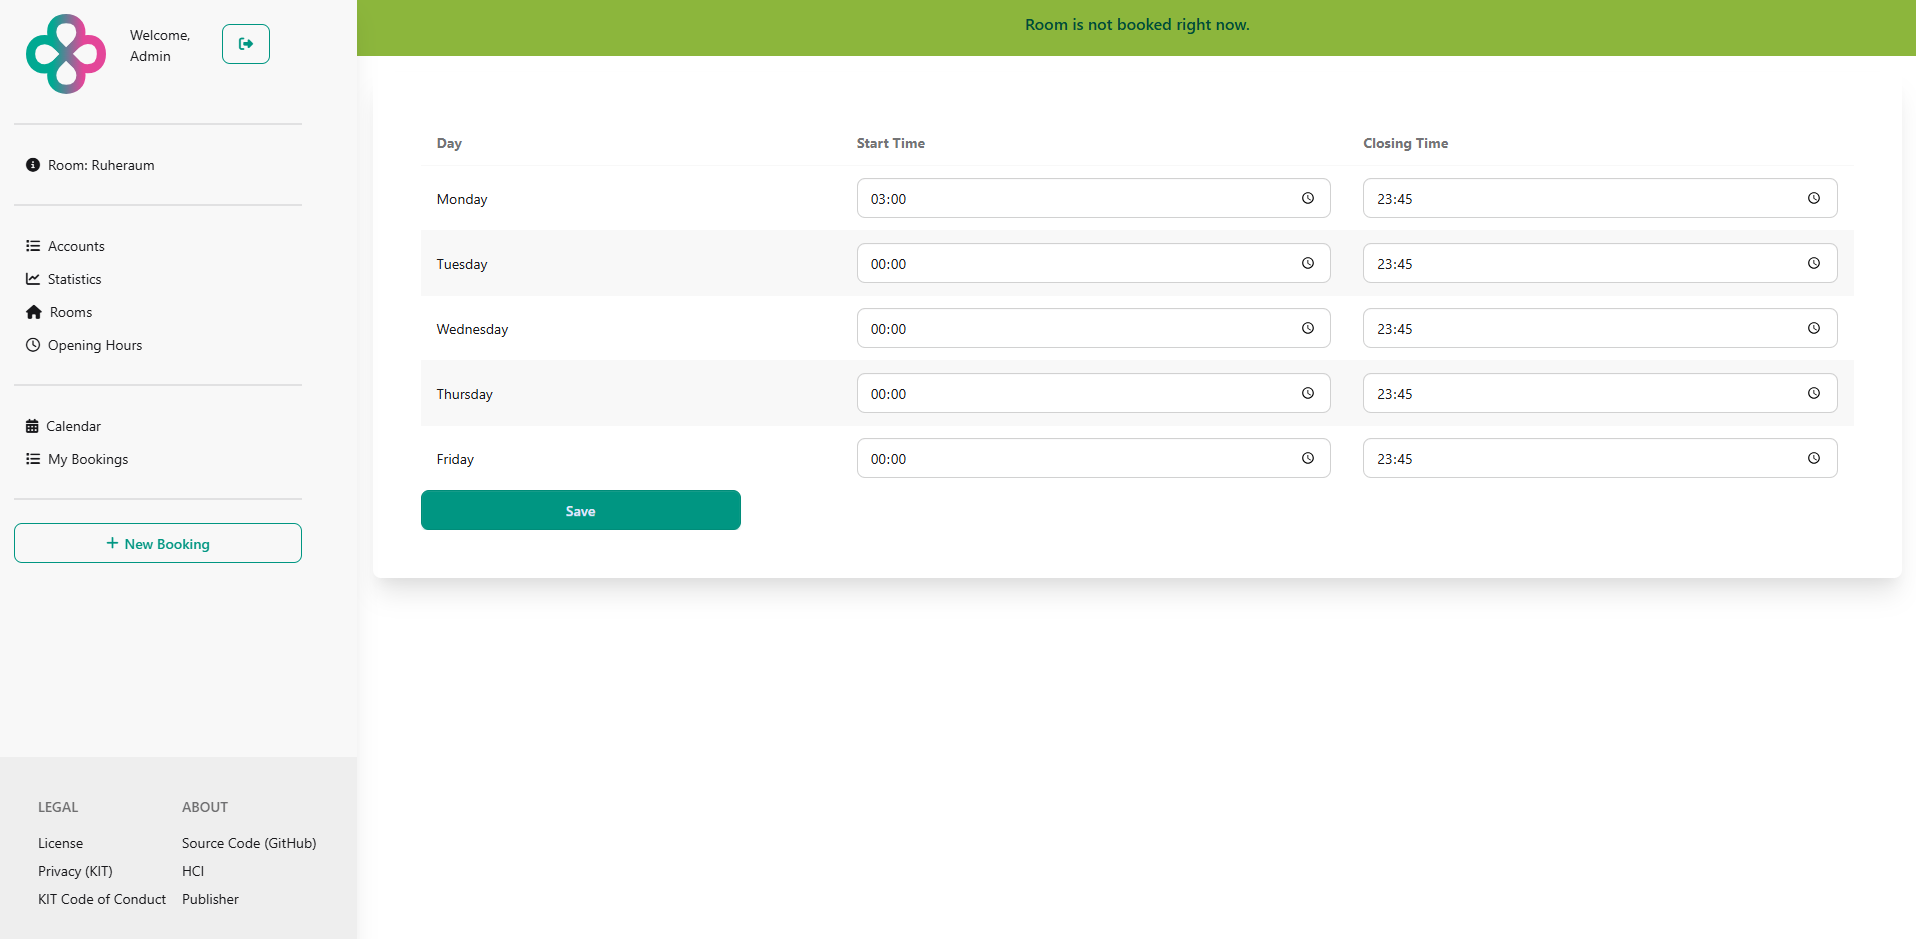 Welcome,
Admin
Room: Ruheraum
Accounts
Statistics
Rooms
Opening Hours
Calendar
My Bookings
New Booking
LEGAL
License
Privacy (KIT)
KIT Code of Conduct
ABOUT
Source Code (GitHub)
HCI
Publisher
Room is not booked right now.
Day Start Time Closing Time
Monday 03:00 23:45
Tuesday 00:00 23:45
Wednesday 00:00 23:45
Thursday 00:00 23:45
Friday 00:00 23:45
Save